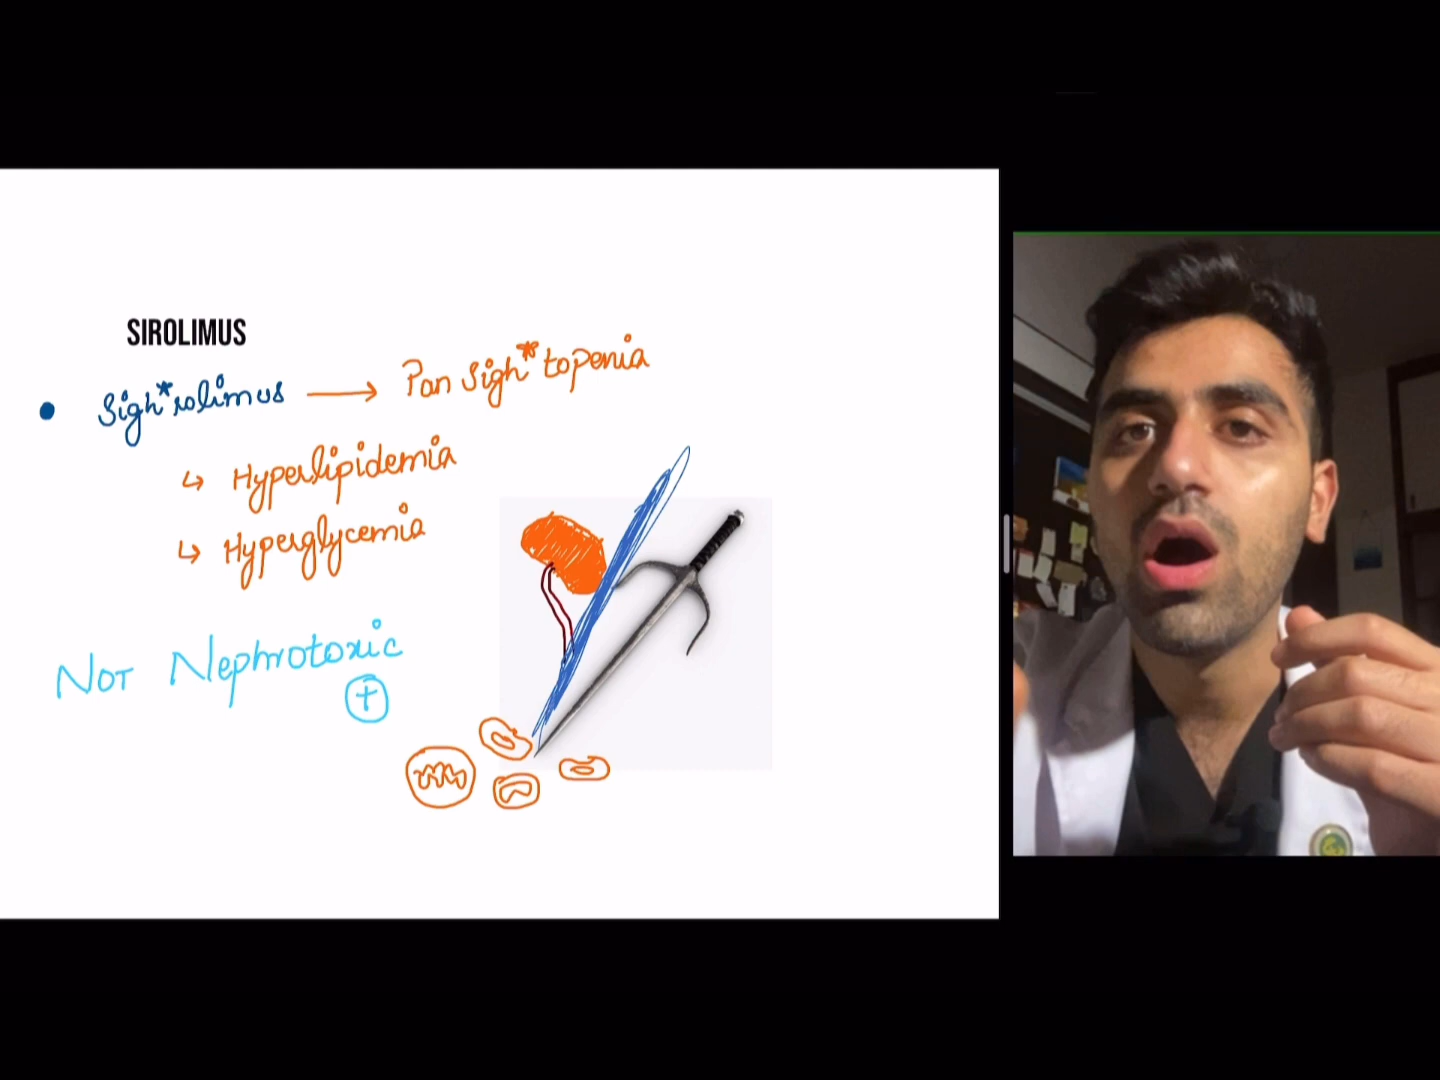 SIROLIMUS
Sigh*rolimus → Pan Sigh*topenia
↳ Hyperlipidemia
↳ Hyperglycemia
NOT Nephrotoxic
+